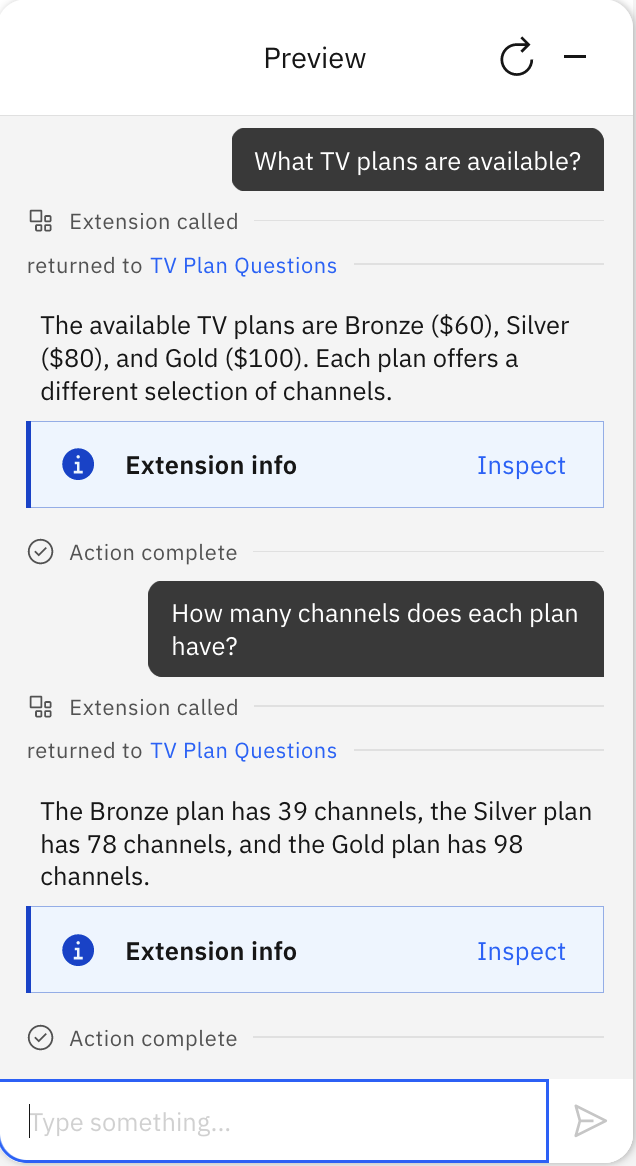 Preview
What TV plans are available?
Extension called
returned to TV Plan Questions
The available TV plans are Bronze ($60), Silver
($80), and Gold ($100). Each plan offers a
different selection of channels.
Extension info Inspect
Action complete
How many channels does each plan
have?
Extension called
returned to TV Plan Questions
The Bronze plan has 39 channels, the Silver plan
has 78 channels, and the Gold plan has 98
channels.
Extension info Inspect
Action complete
Type something...